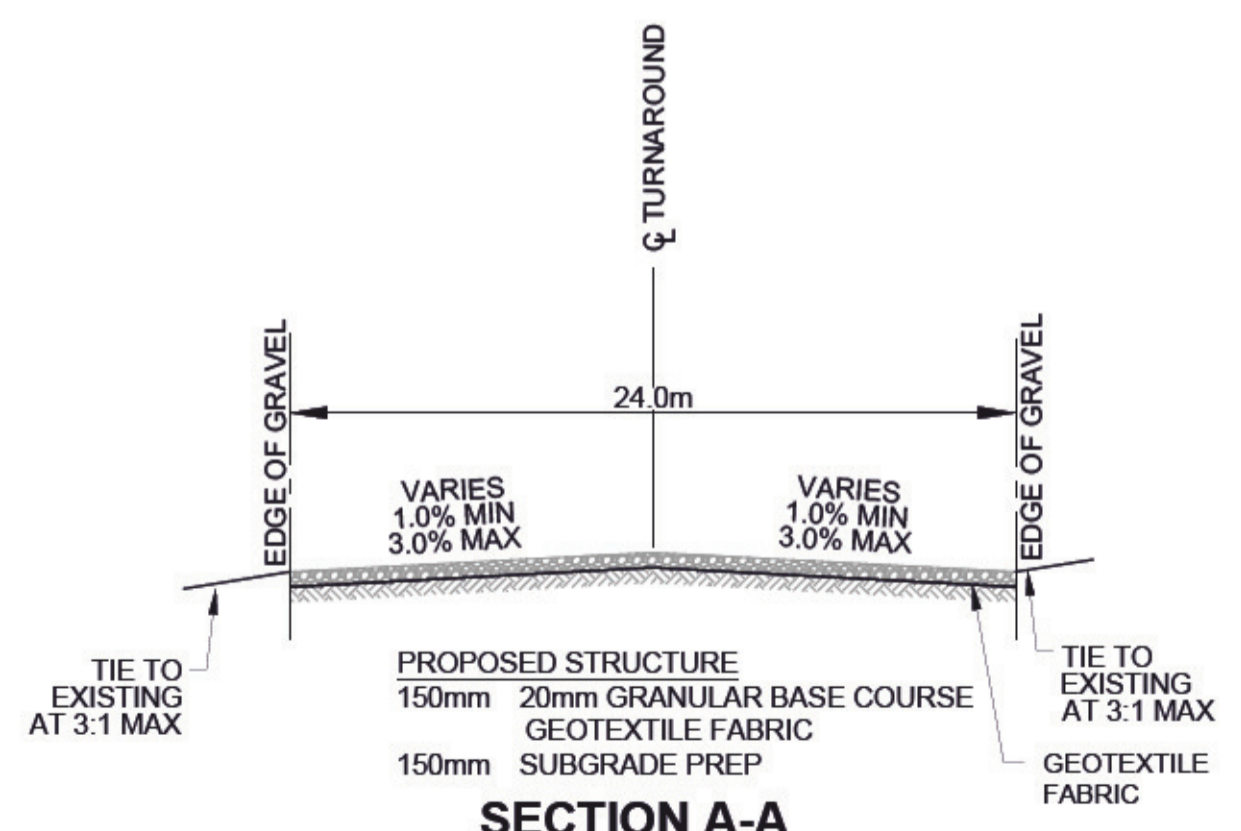 ℄ TURNAROUND
EDGE OF GRAVEL
EDGE OF GRAVEL
24.0m
VARIES
1.0% MIN
3.0% MAX
VARIES
1.0% MIN
3.0% MAX
TIE TO
EXISTING
AT 3:1 MAX
PROPOSED STRUCTURE
150mm 20mm GRANULAR BASE COURSE
GEOTEXTILE FABRIC
150mm SUBGRADE PREP
TIE TO
EXISTING
AT 3:1 MAX
GEOTEXTILE
FABRIC
SECTION A-A